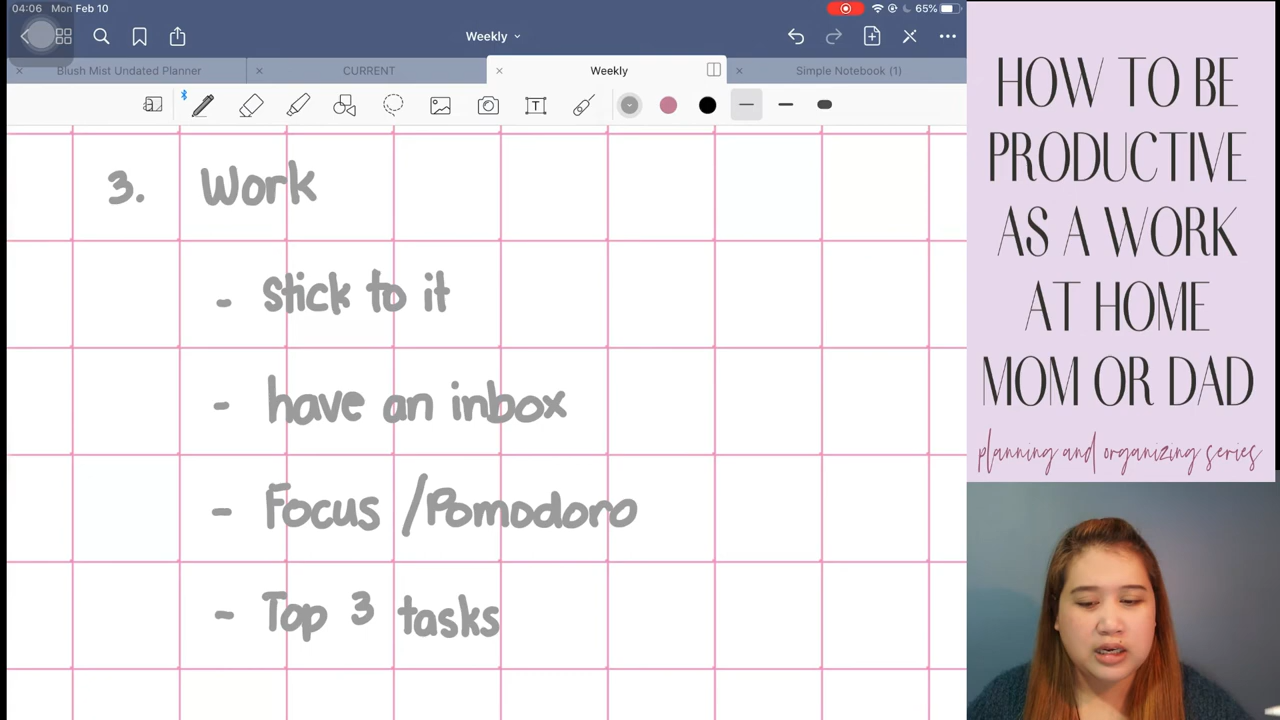 04:06 Mon Feb 10
65%
Weekly
Blush Mist Undated Planner
CURRENT
Weekly
Simple Notebook (1)
T
3. Work
- stick to it
- have an inbox
- Focus /Pomodoro
- Top 3 tasks
HOW TO BE
PRODUCTIVE
AS A WORK
AT HOME
MOM OR DAD
planning and organizing series